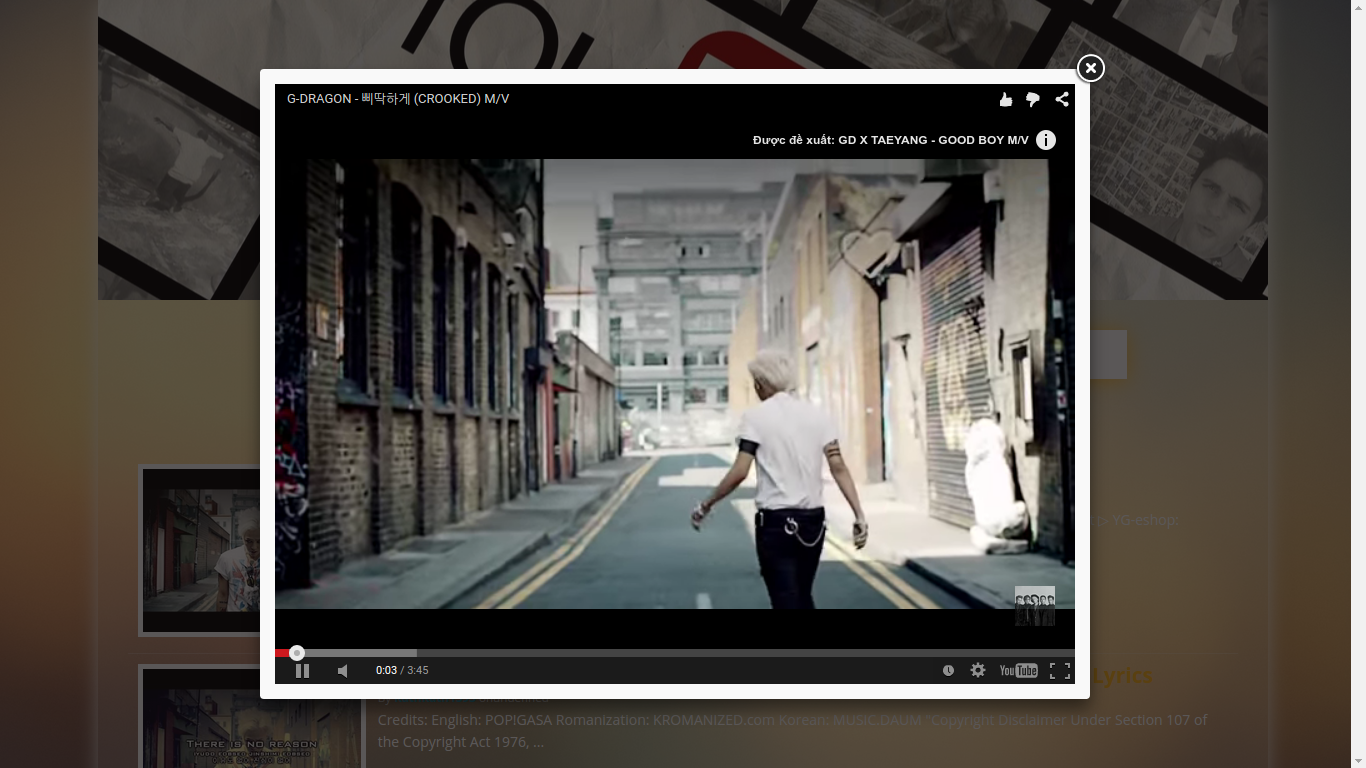 G-DRAGON - 삐딱하게 (CROOKED) M/V
Được đề xuất: GD X TAEYANG - GOOD BOY M/V
YG-eshop:
0:03 / 3:45
YouTube
Lyrics
THERE IS NO REASON
Credits: English: POPIGASA Romanization: KROMANIZED.com Korean: MUSIC.DAUM "Copyright Disclaimer Under Section 107 of
the Copyright Act 1976, ...